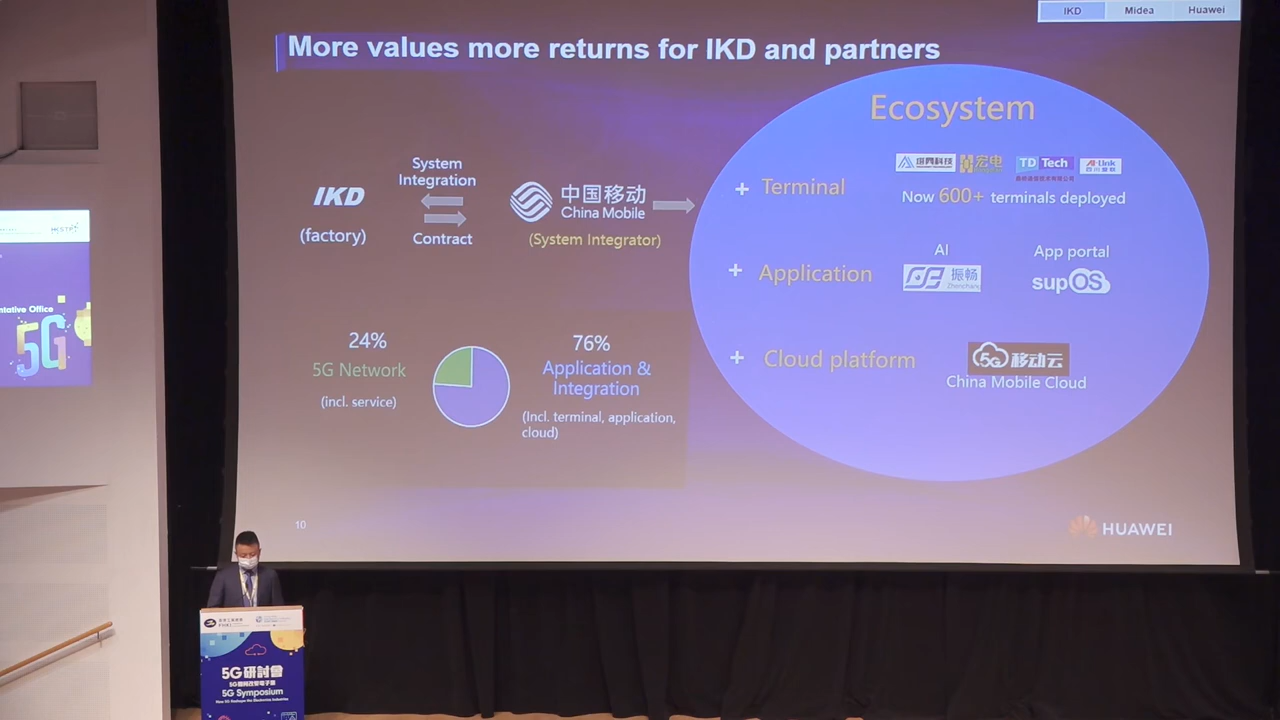 IKD
Midea
Huawei
More values more returns for IKD and partners
Ecosystem
IKD
(factory)
System
Integration
Contract
中国移动
China Mobile
(System Integrator)
+ Terminal
TD Tech
Now 600+ terminals deployed
+ Application
AI
振畅
App portal
supOS
+ Cloud platform
5G 移动云
China Mobile Cloud
24%
5G Network
(incl. service)
76%
Application &
Integration
(Incl. terminal, application,
cloud)
10
HUAWEI
ntative Office
5G
5G研討會
5G Symposium